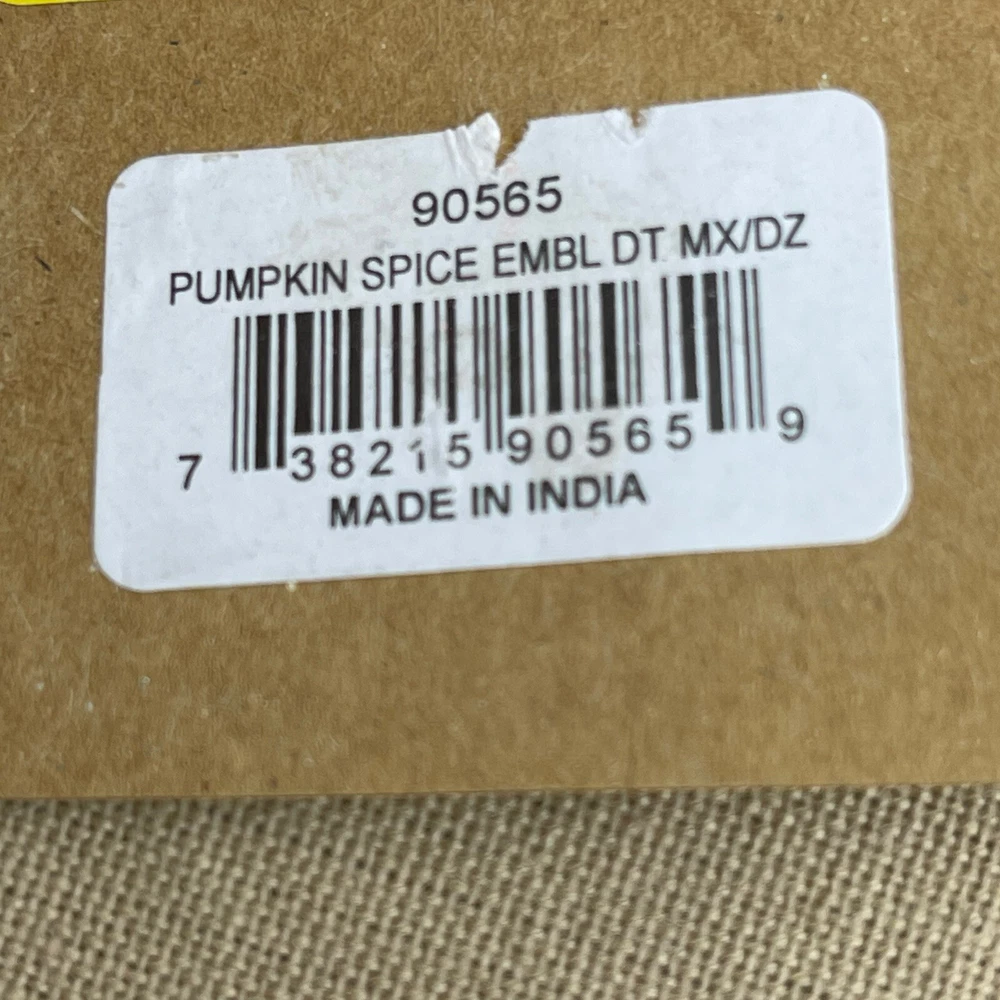 90565
PUMPKIN SPICE EMBL DT MX/DZ
7 38215 90565 9
MADE IN INDIA